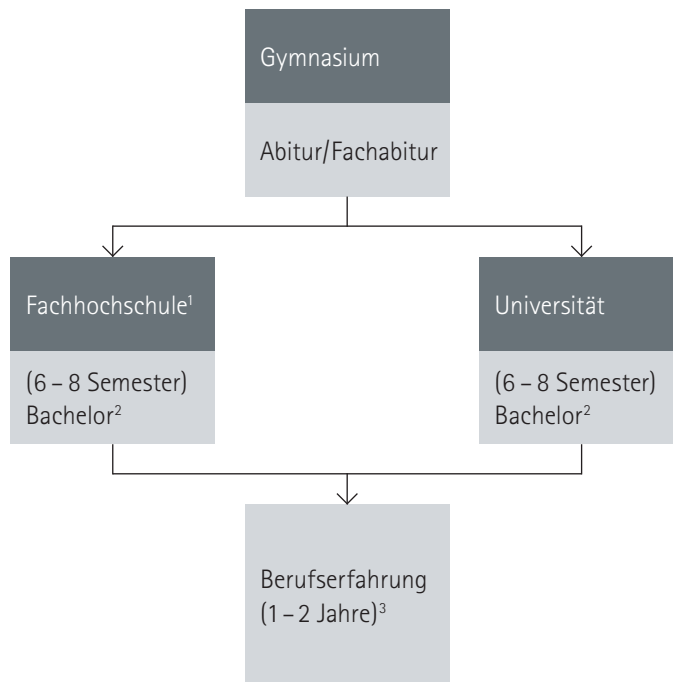 Gymnasium
Abitur/Fachabitur
Fachhochschule¹
(6 – 8 Semester)
Bachelor²
Universität
(6 – 8 Semester)
Bachelor²
Berufserfahrung
(1 – 2 Jahre)³